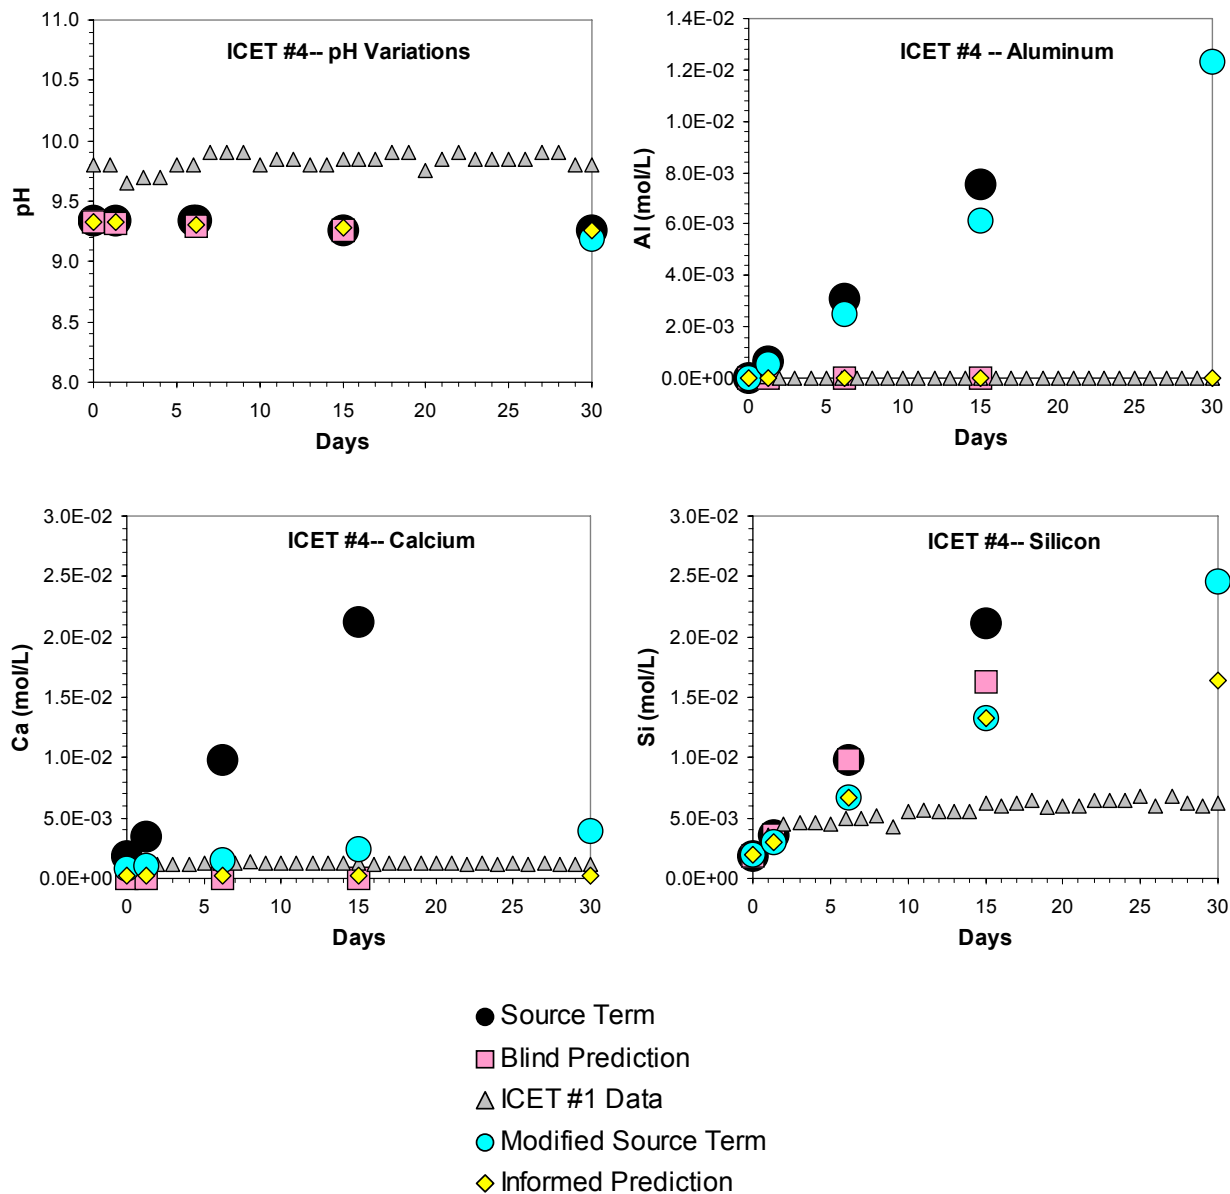 ICET #4-- pH Variations
11.0
10.5
10.0
9.5
9.0
8.5
8.0
pH
0 5 10 15 20 25 30
Days
ICET #4 -- Aluminum
1.4E-02
1.2E-02
1.0E-02
8.0E-03
6.0E-03
4.0E-03
2.0E-03
0.0E+00
Al (mol/L)
0 5 10 15 20 25 30
Days
ICET #4-- Calcium
3.0E-02
2.5E-02
2.0E-02
1.5E-02
1.0E-02
5.0E-03
0.0E+00
Ca (mol/L)
0 5 10 15 20 25 30
Days
ICET #4-- Silicon
3.0E-02
2.5E-02
2.0E-02
1.5E-02
1.0E-02
5.0E-03
0.0E+00
Si (mol/L)
0 5 10 15 20 25 30
Days
Source Term
Blind Prediction
ICET #1 Data
Modified Source Term
Informed Prediction